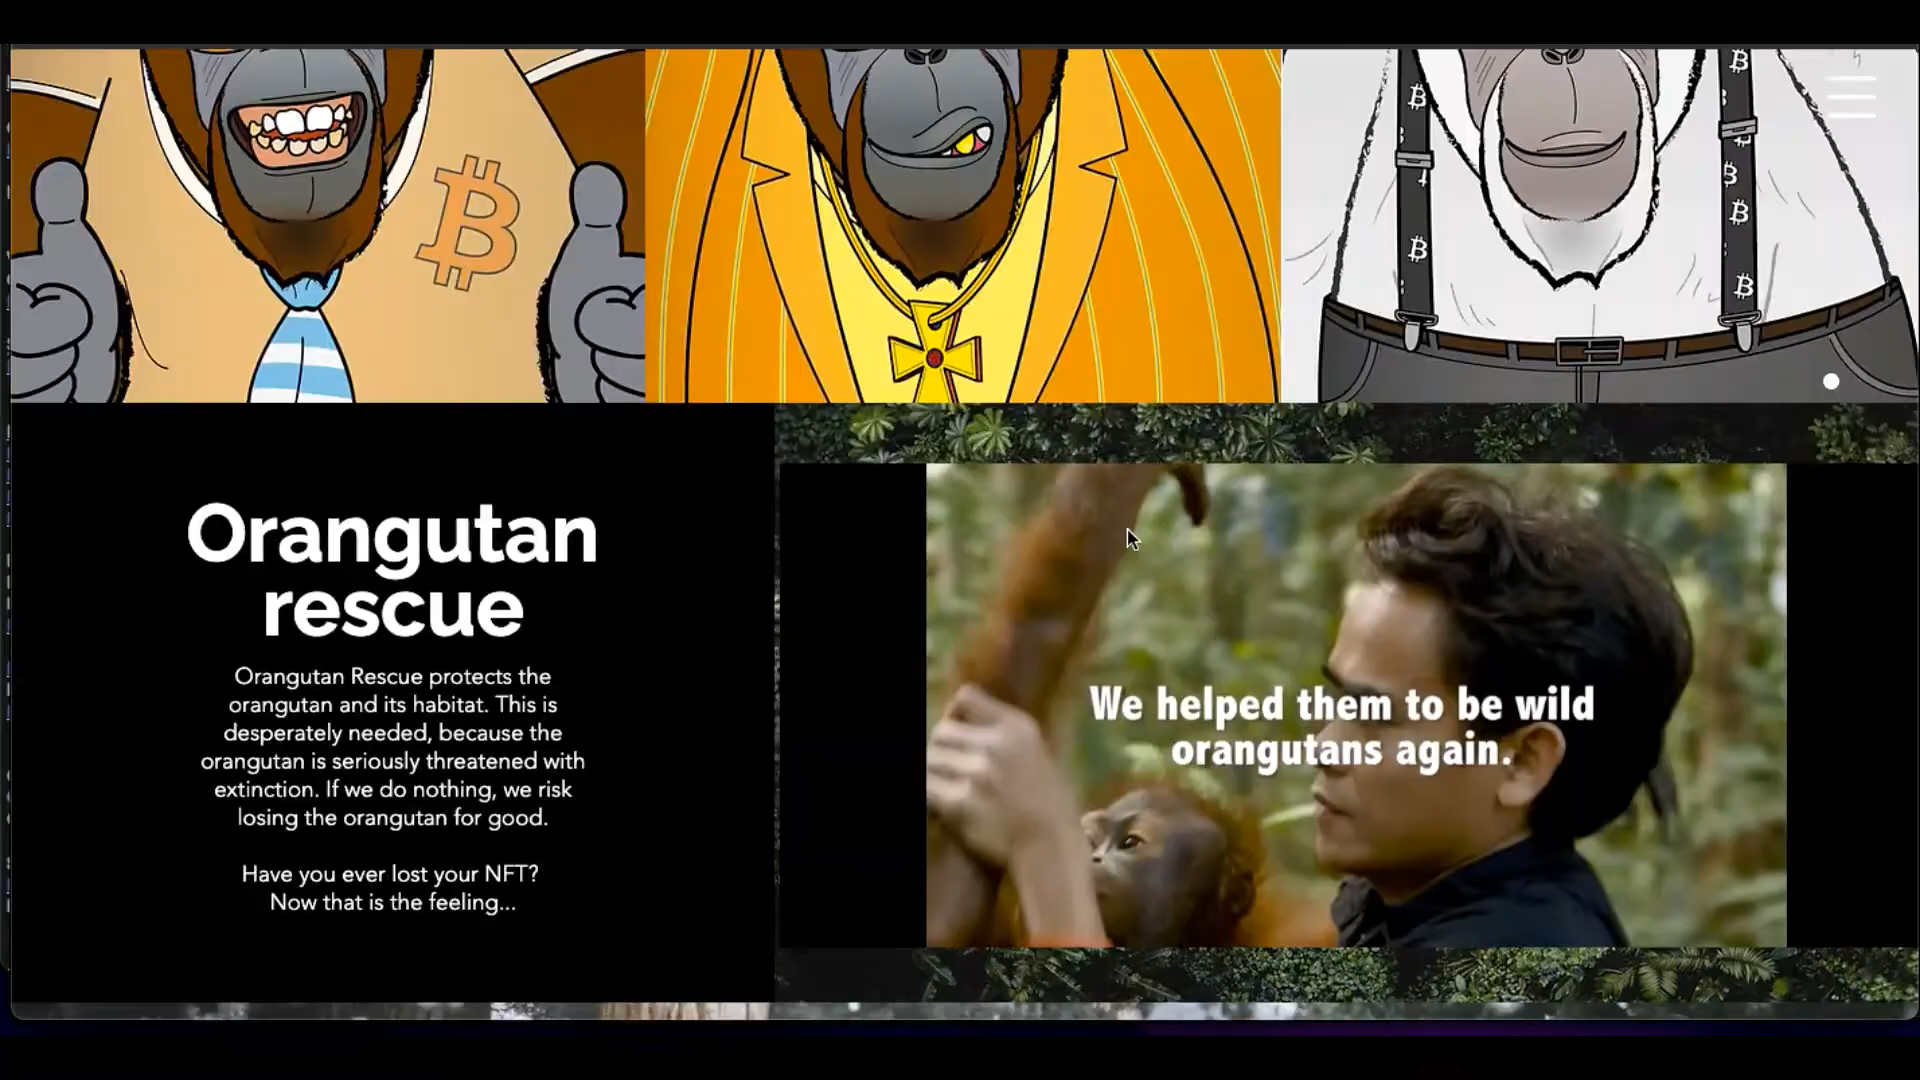 Orangutan
rescue
Orangutan Rescue protects the
orangutan and its habitat. This is
desperately needed, because the
orangutan is seriously threatened with
extinction. If we do nothing, we risk
losing the orangutan for good.
Have you ever lost your NFT?
Now that is the feeling...
We helped them to be wild
orangutans again.